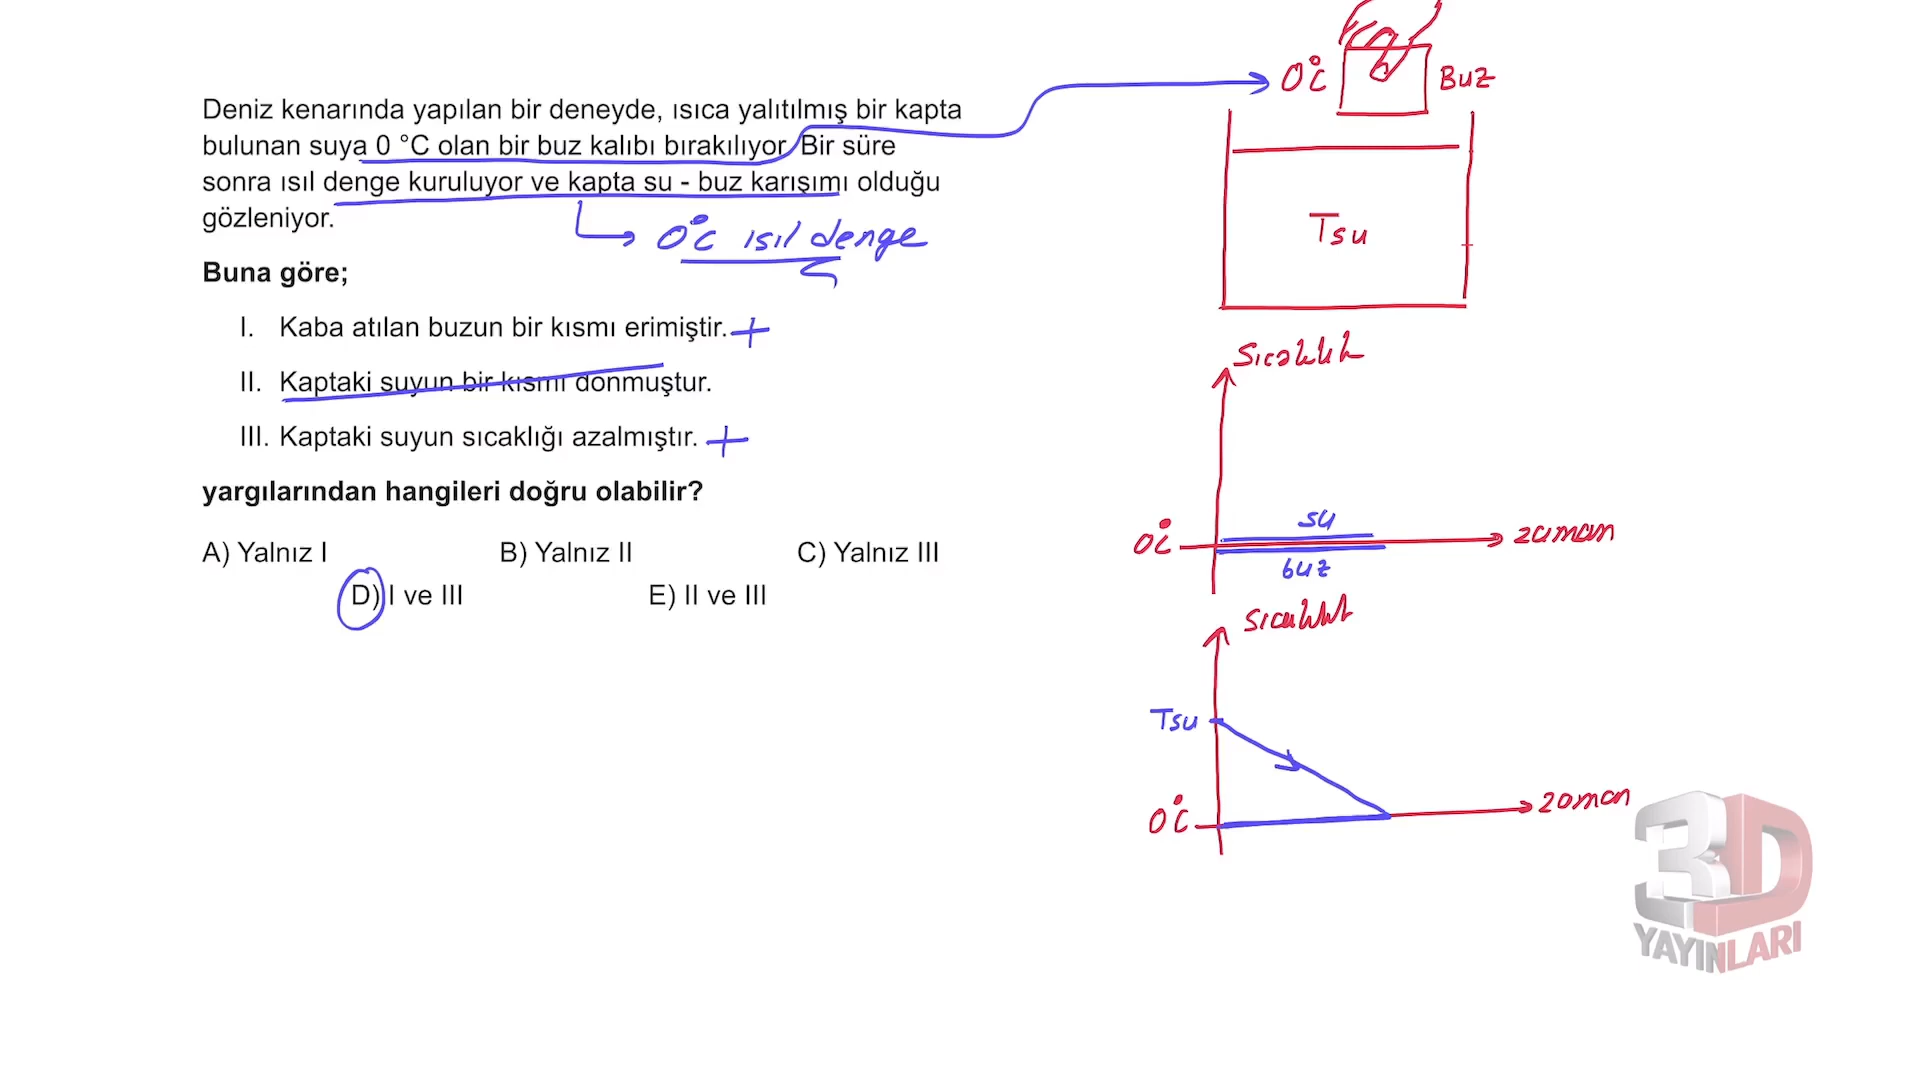 Deniz kenarında yapılan bir deneyde, ısıca yalıtılmış bir kapta
bulunan suya 0 °C olan bir buz kalıbı bırakılıyor. Bir süre
sonra ısıl denge kuruluyor ve kapta su - buz karışımı olduğu
gözleniyor.
0°C ısıl denge
Buna göre;
I. Kaba atılan buzun bir kısmı erimiştir. +
II. Kaptaki suyun bir kısmı donmuştur.
III. Kaptaki suyun sıcaklığı azalmıştır. +
yargılarından hangileri doğru olabilir?
A) Yalnız I B) Yalnız II C) Yalnız III
D) I ve III E) II ve III
0°C Buz
Tsu
Sıcaklık
su
0°C zaman
buz
Sıcaklık
Tsu
0°C zaman
3D
YAYINLARI